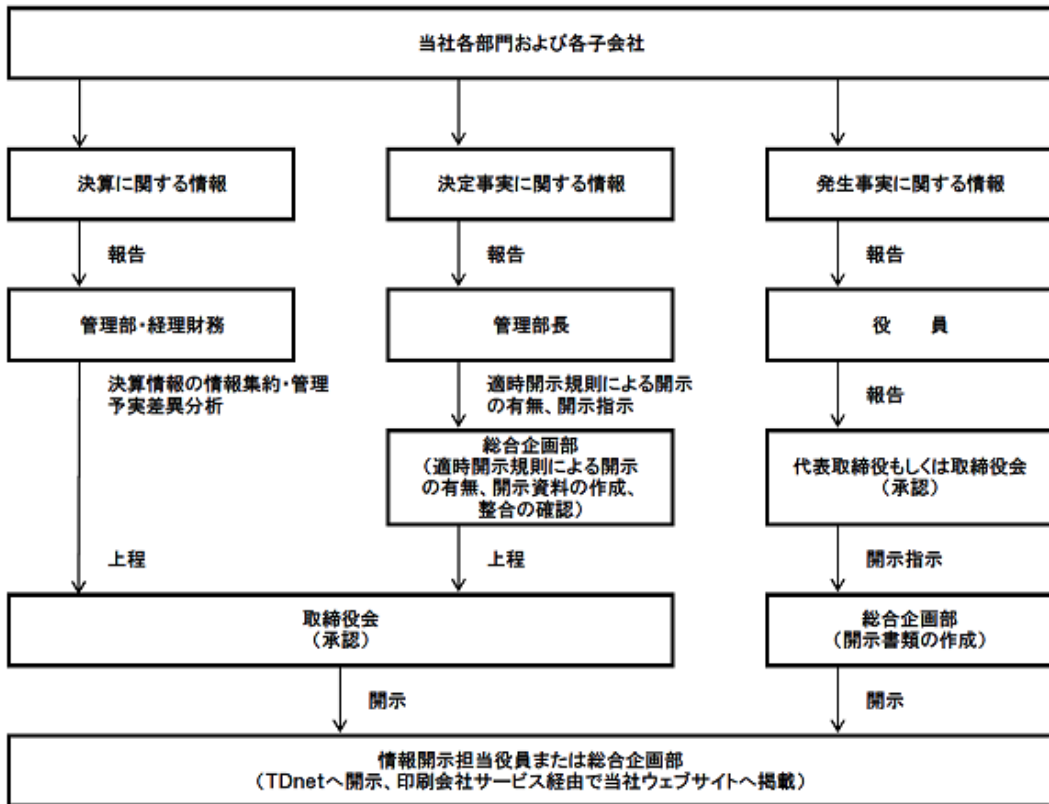 当社各部門および各子会社
決算に関する情報
決定事実に関する情報
発生事実に関する情報
報告
報告
報告
管理部・経理財務
管理部長
役　員
決算情報の情報集約・管理
予実差異分析
適時開示規則による開示
の有無、開示指示
報告
総合企画部
（適時開示規則による開示
の有無、開示資料の作成、
整合の確認）
代表取締役もしくは取締役会
（承認）
上程
上程
開示指示
取締役会
（承認）
総合企画部
（開示書類の作成）
開示
開示
情報開示担当役員または総合企画部
（TDnetへ開示、印刷会社サービス経由で当社ウェブサイトへ掲載）